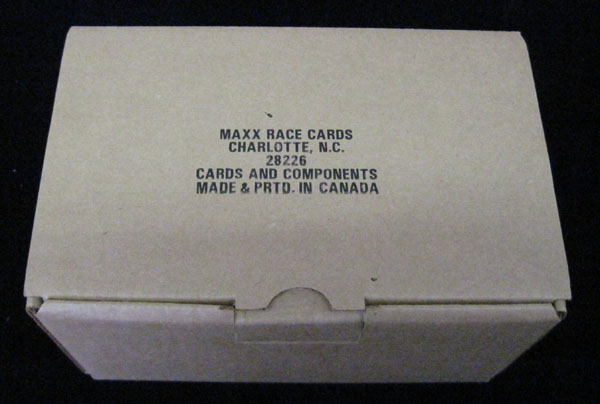 MAXX RACE CARDS
CHARLOTTE, N.C.
28226
CARDS AND COMPONENTS
MADE & PRTD. IN CANADA